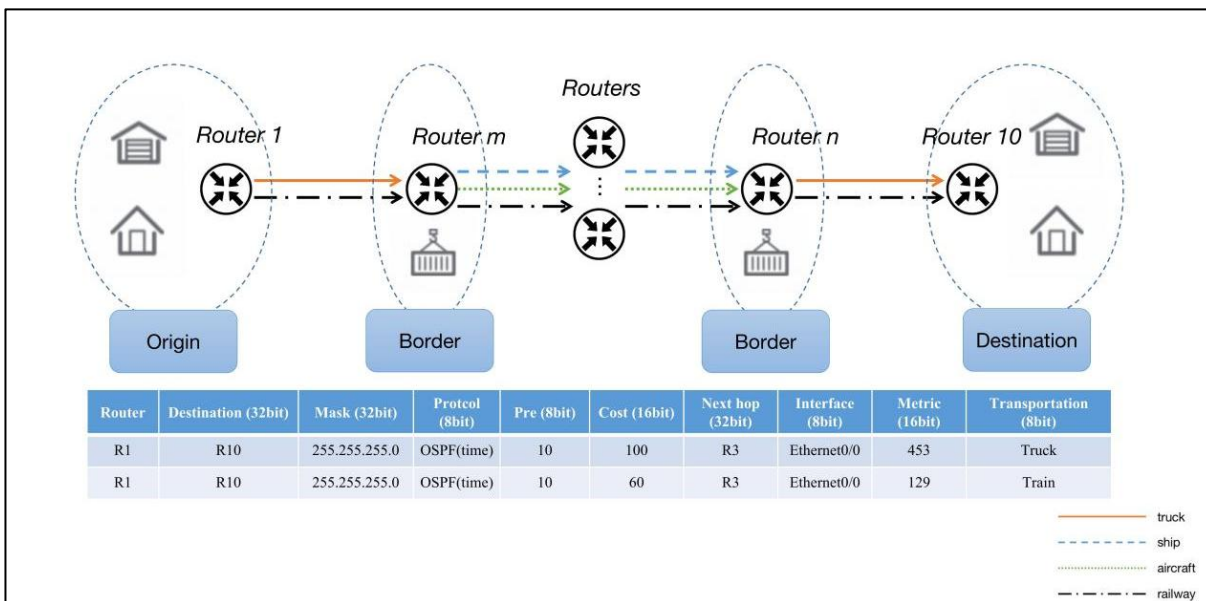 Routers
Router 1
Router m
Router n
Router 10
⋮
Origin
Border
Border
Destination
Router Destination (32bit) Mask (32bit) Protcol (8bit) Pre (8bit) Cost (16bit) Next hop (32bit) Interface (8bit) Metric (16bit) Transportation (8bit)
R1 R10 255.255.255.0 OSPF(time) 10 100 R3 Ethernet0/0 453 Truck
R1 R10 255.255.255.0 OSPF(time) 10 60 R3 Ethernet0/0 129 Train
truck
ship
aircraft
railway